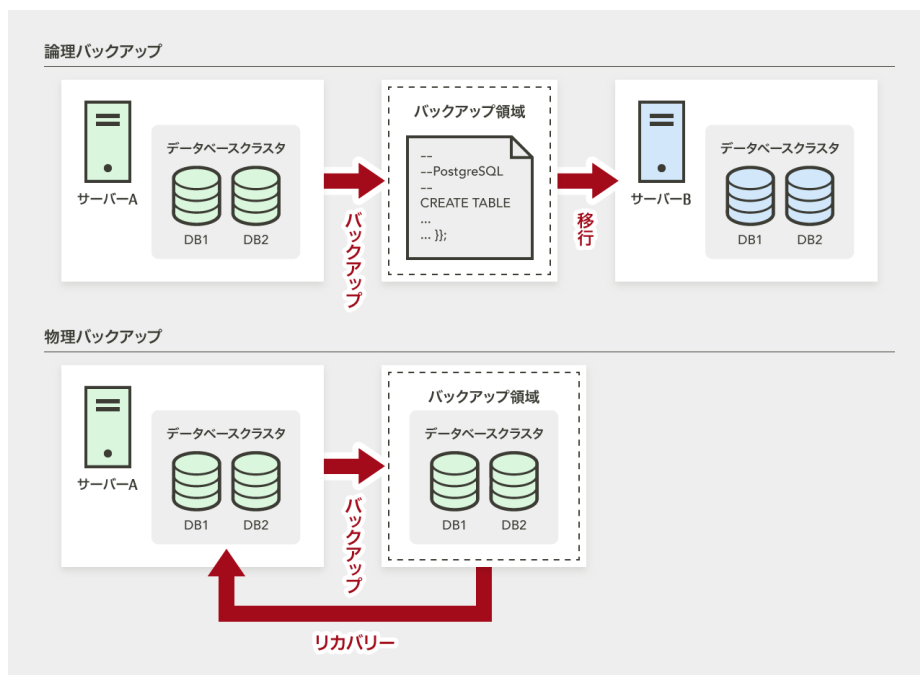 論理バックアップ
サーバーA
データベースクラスタ
DB1 DB2
バックアップ
バックアップ領域
--
--PostgreSQL
--
CREATE TABLE
...
... }};
移行
サーバーB
データベースクラスタ
DB1 DB2
物理バックアップ
サーバーA
データベースクラスタ
DB1 DB2
バックアップ
バックアップ領域
データベースクラスタ
DB1 DB2
リカバリー